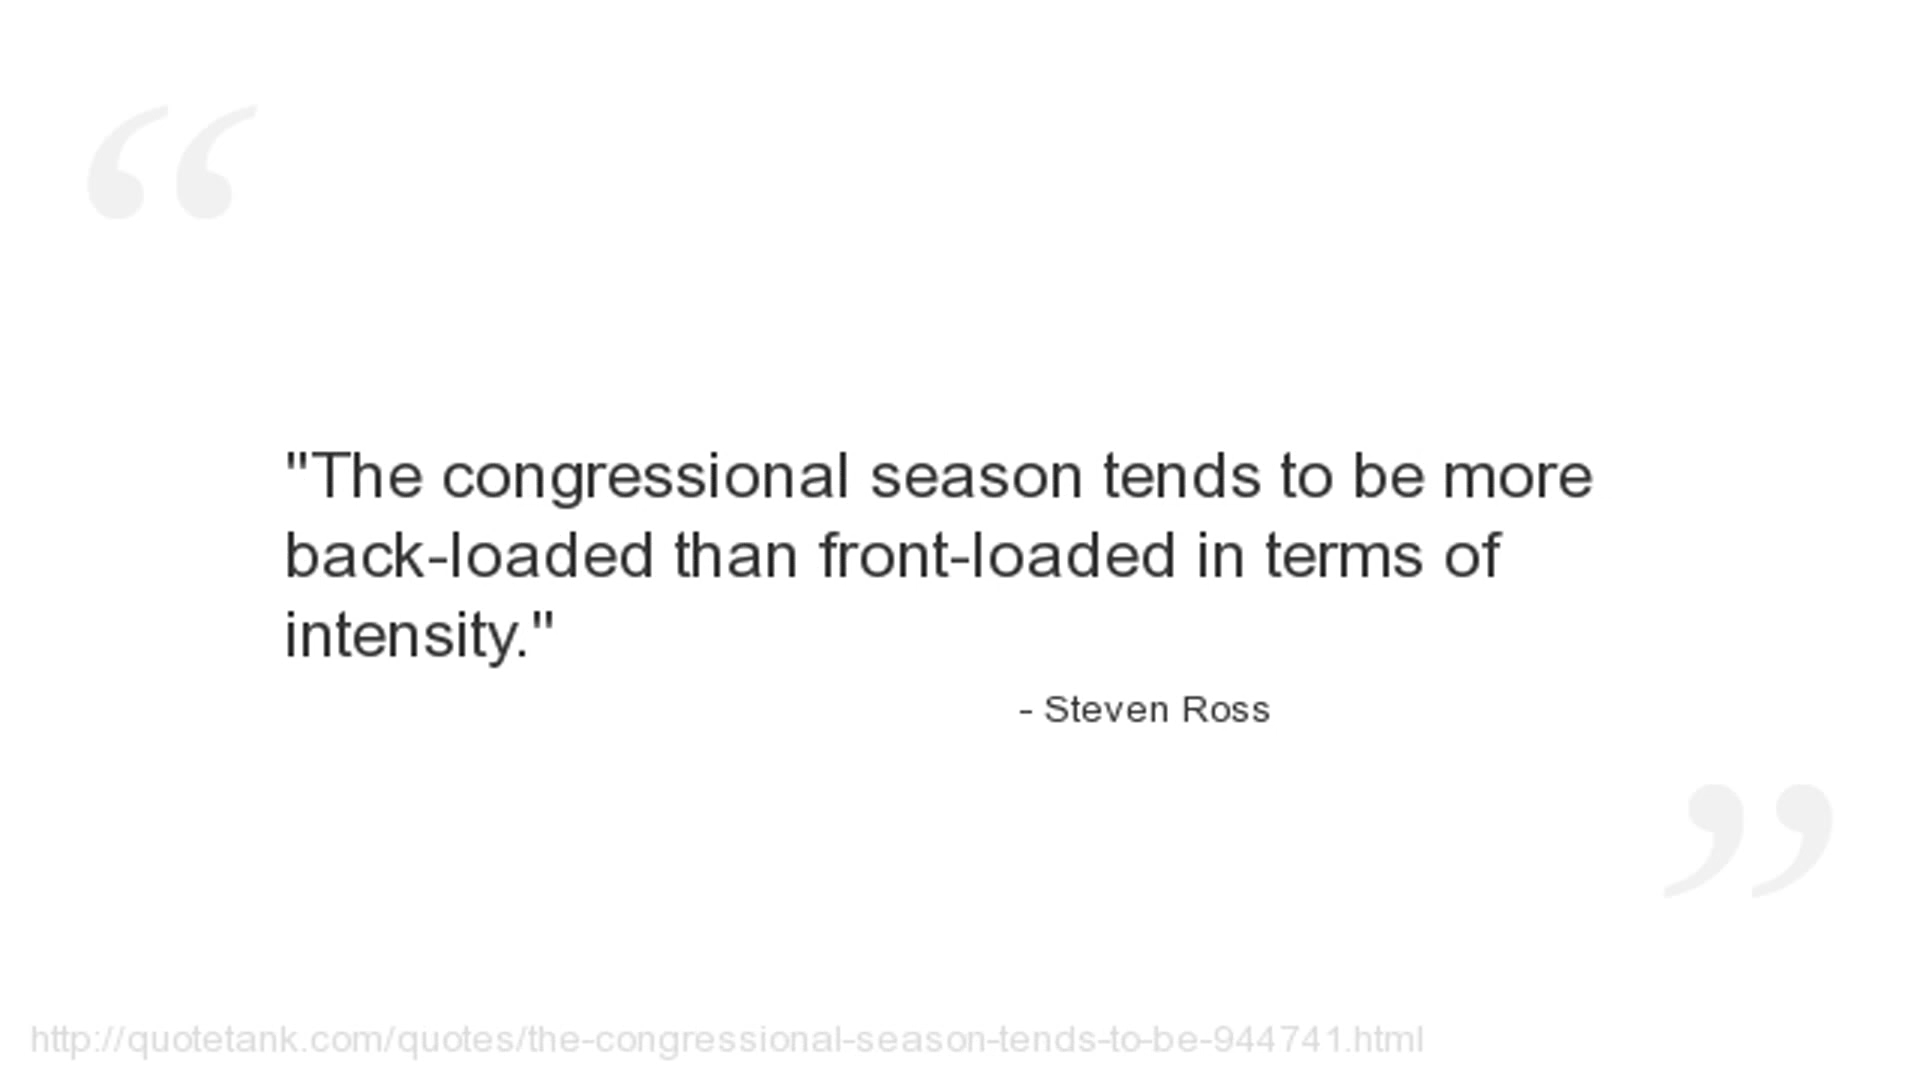 "The congressional season tends to be more
back-loaded than front-loaded in terms of
intensity."
- Steven Ross
http://quotetank.com/quotes/the-congressional-season-tends-to-be-944741.html